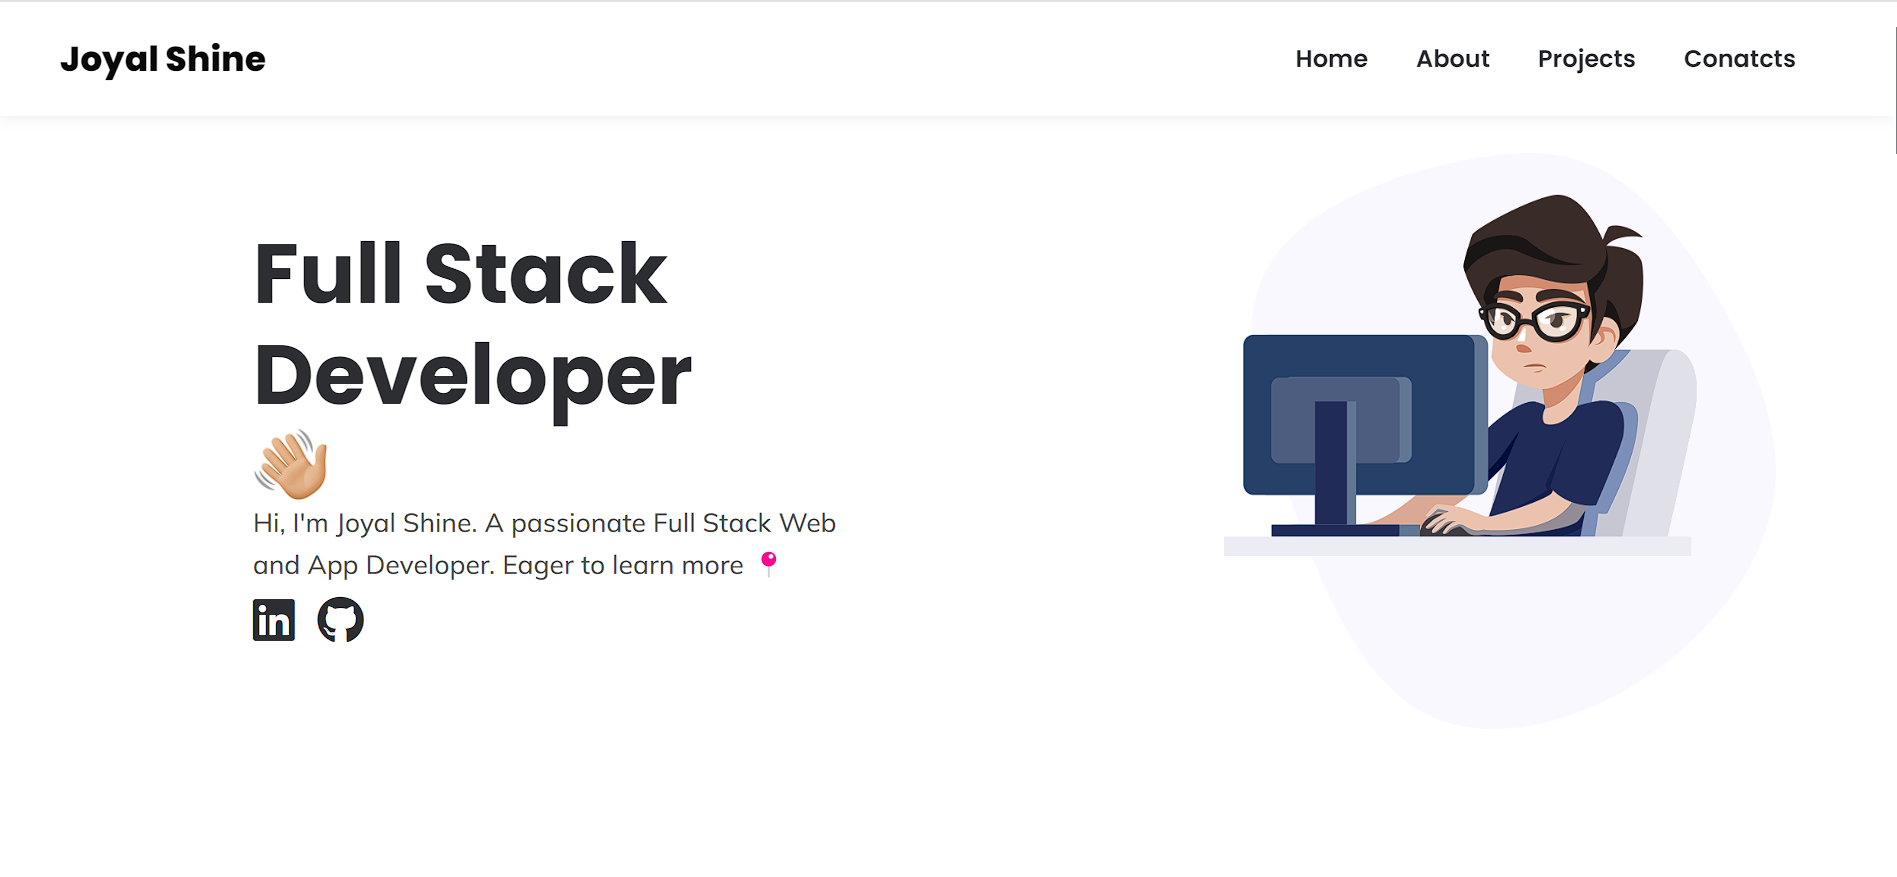 Joyal Shine
Home About Projects Conatcts
Full Stack
Developer
Hi, I'm Joyal Shine. A passionate Full Stack Web
and App Developer. Eager to learn more
in